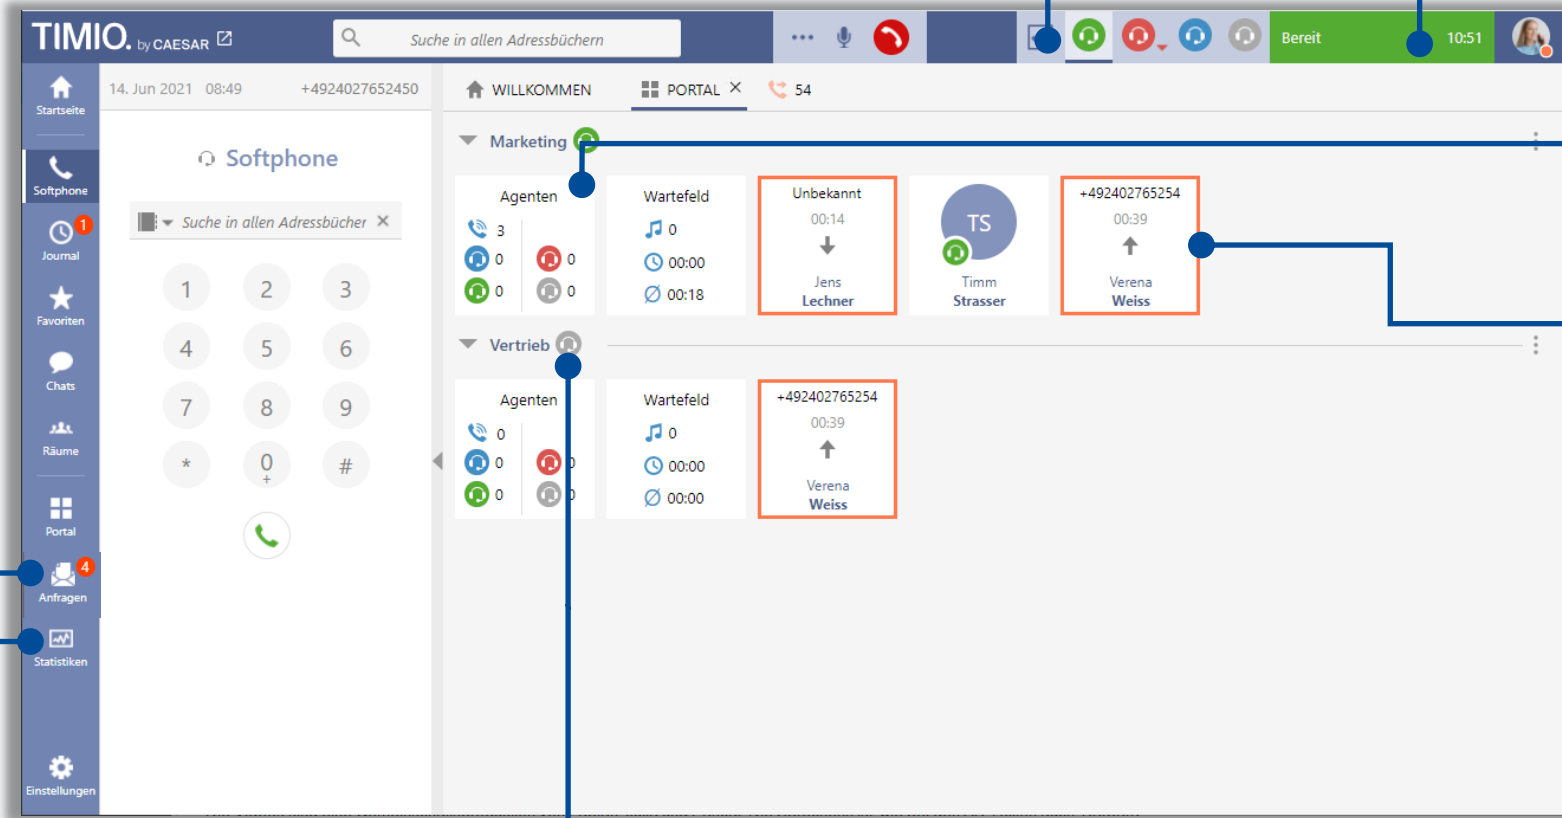 TIMIO. by CAESAR
Suche in allen Adressbüchern
Bereit 10:51
Startseite
Softphone
1
Journal
Favoriten
Chats
Räume
Portal
4
Anfragen
Statistiken
Einstellungen
14. Jun 2021 08:49 +4924027652450
Softphone
Suche in allen Adressbücher
1 2 3
4 5 6
7 8 9
* 0 #
+
WILLKOMMEN PORTAL 54
Marketing
Agenten
3
0 0
0 0
Wartefeld
0
00:00
00:18
Unbekannt
00:14
Jens
Lechner
TS
Timm
Strasser
+492402765254
00:39
Verena
Weiss
Vertrieb
Agenten
0
0 0
0 0
Wartefeld
0
00:00
00:00
+492402765254
00:39
Verena
Weiss